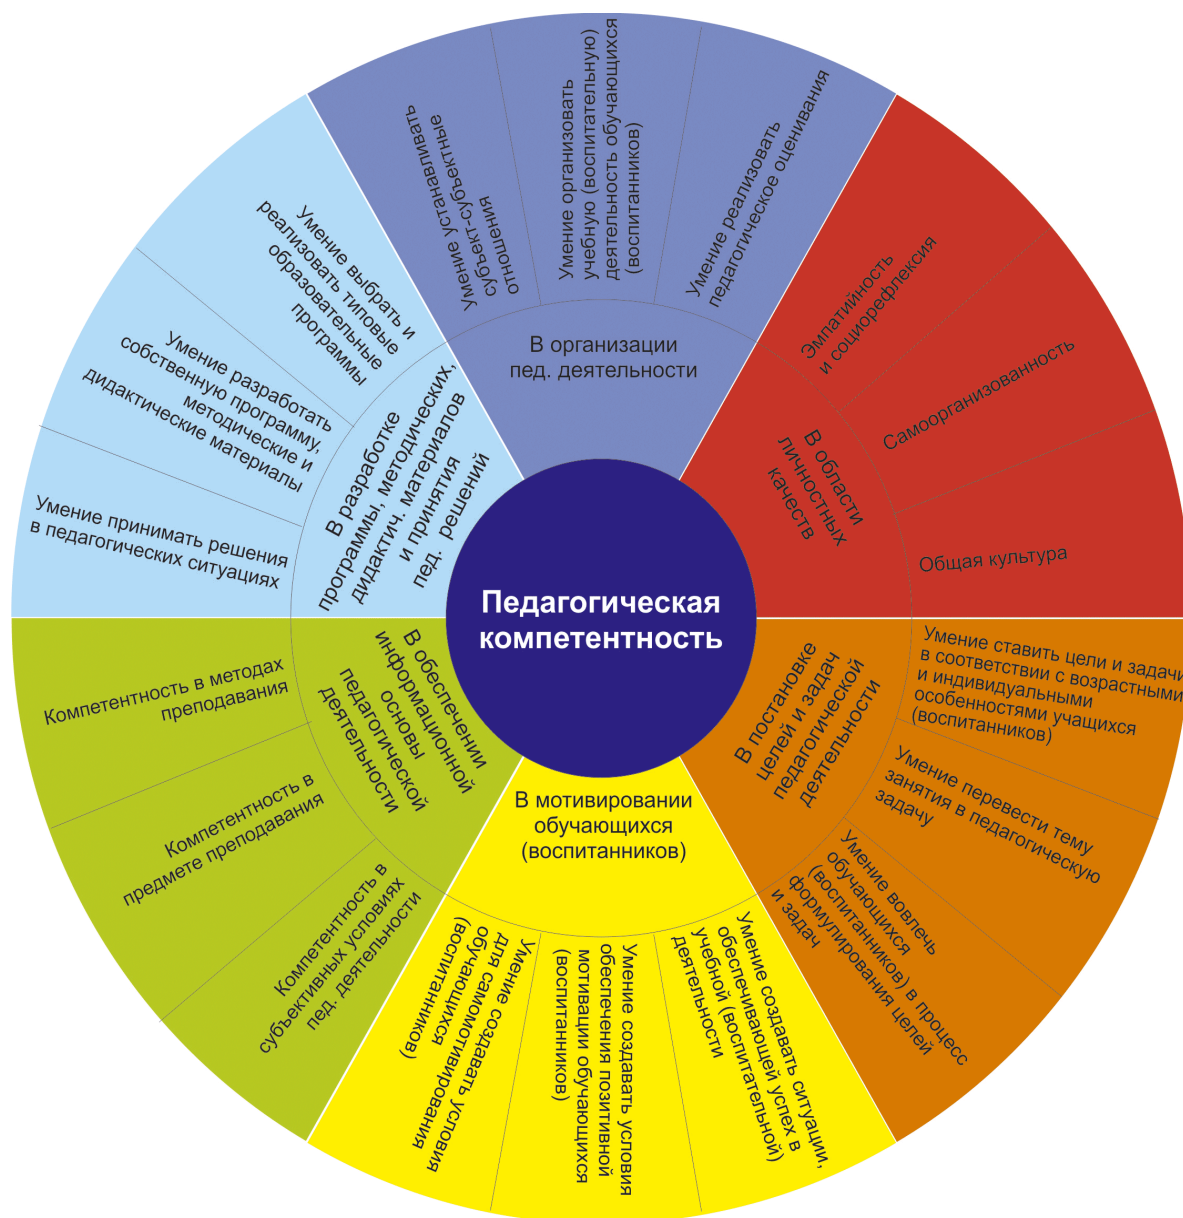 Педагогическая
компетентность
В организации
пед. деятельности
Умение устанавливать
субъект-субъектные
отношения
Умение организовать
учебную (воспитательную)
деятельность обучающихся
(воспитанников)
Умение реализовать
педагогическое оценивания
В области
личностных
качеств
Эмпатийность
и социорефлексия
Самоорганизованность
Общая культура
В постановке
целей и задач
педагогической
деятельности
Умение ставить цели и задачи
в соответствии с возрастными
и индивидуальными
особенностями учащихся
(воспитанников)
Умение перевести тему
занятия в педагогическую
задачу
Умение вовлечь
обучающихся
(воспитанников) в процесс
формулирования целей
и задач
В мотивировании
обучающихся
(воспитанников)
Умение создавать ситуации,
обеспечивающей успех в
учебной (воспитательной)
деятельности
Умение создавать условия
обеспечения позитивной
мотивации обучающихся
(воспитанников)
Умение создавать условия
для самомотивирования
обучающихся
(воспитанников)
В обеспечении
информационной
основы
педагогической
деятельности
Компетентность в
субъективных условиях
пед. деятельности
Компетентность в
предмете преподавания
Компетентность в методах
преподавания
В разработке
программы, методических,
дидактич. материалов
и принятия
пед. решений
Умение принимать решения
в педагогических ситуациях
Умение разработать
собственную программу,
методические и
дидактические материалы
Умение выбрать и
реализовать типовые
образовательные
программы